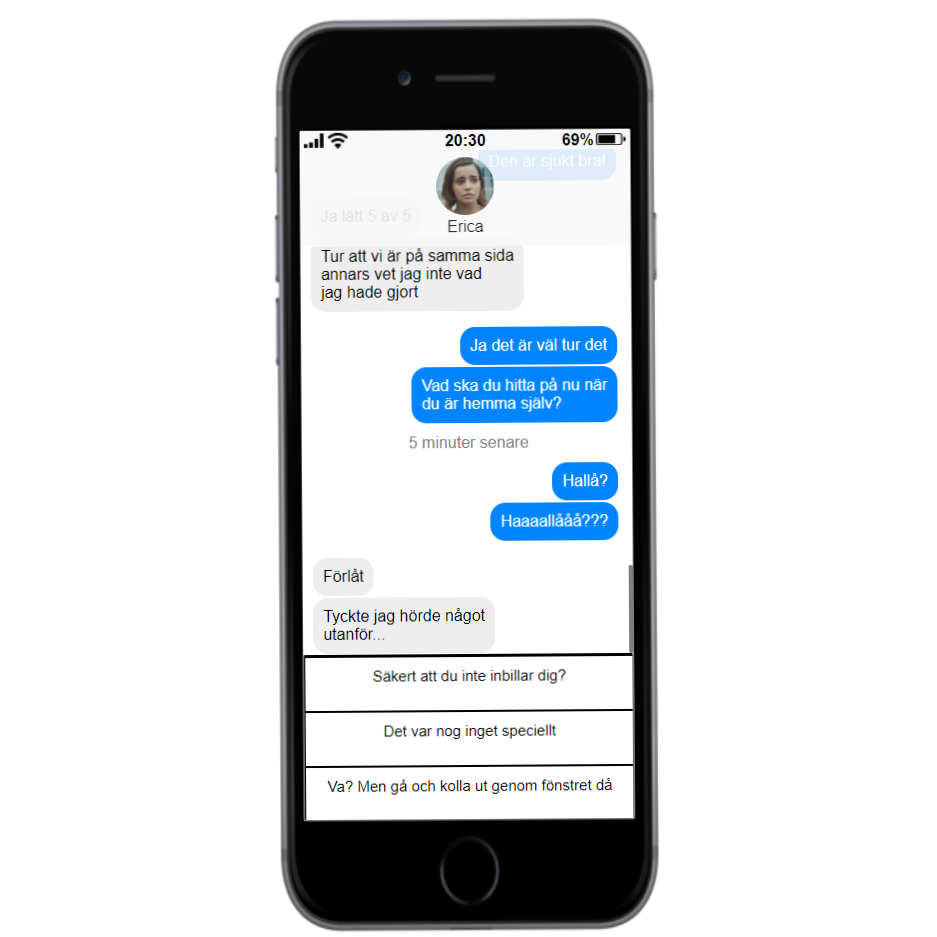 20:30
69%
Den är sjukt bra!
Ja lätt 5 av 5
Erica
Tur att vi är på samma sida
annars vet jag inte vad
jag hade gjort
Ja det är väl tur det
Vad ska du hitta på nu när
du är hemma själv?
5 minuter senare
Hallå?
Haaaallååå???
Förlåt
Tyckte jag hörde något
utanför...
Säkert att du inte inbillar dig?
Det var nog inget speciellt
Va? Men gå och kolla ut genom fönstret då